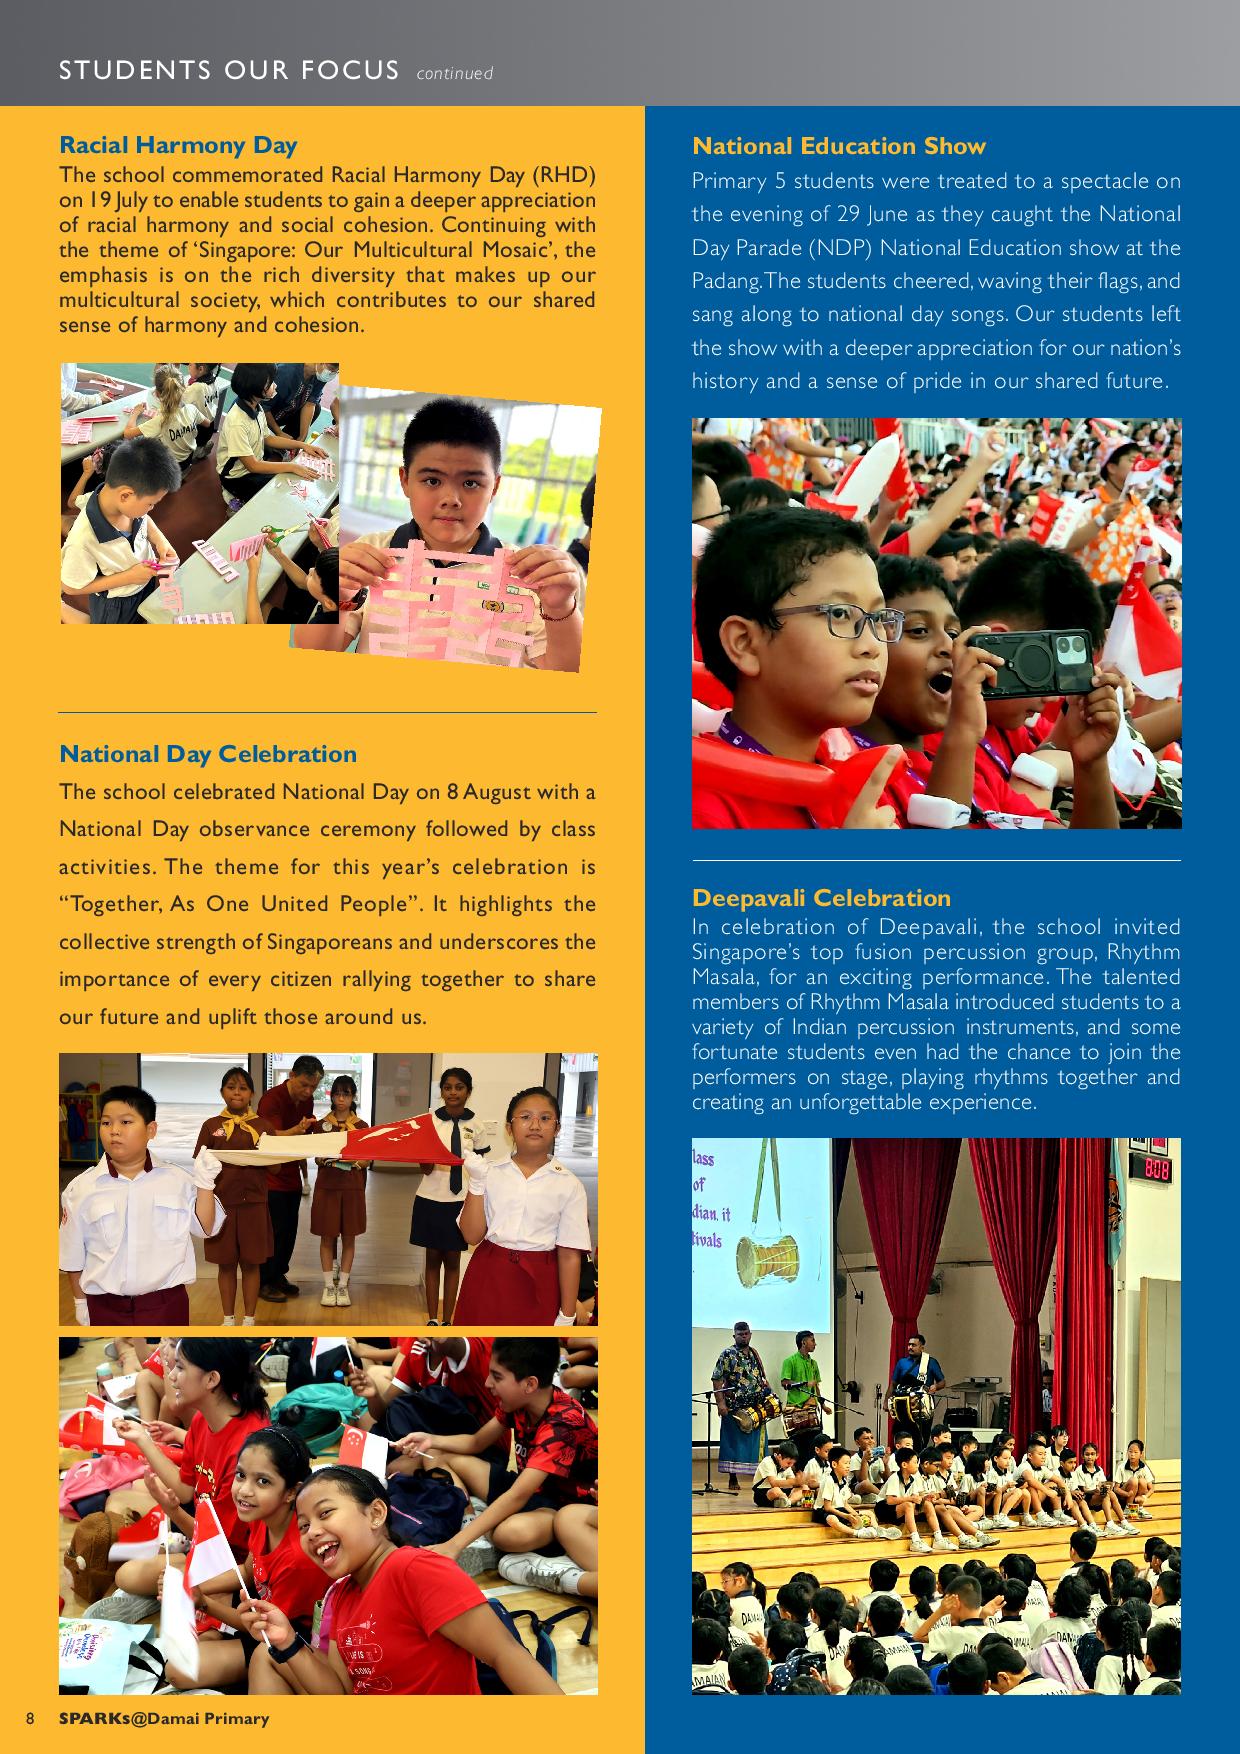 STUDENTS OUR FOCUS continued
Racial Harmony Day
The school commemorated Racial Harmony Day (RHD)
on 19 July to enable students to gain a deeper appreciation
of racial harmony and social cohesion. Continuing with
the theme of ‘Singapore: Our Multicultural Mosaic’, the
emphasis is on the rich diversity that makes up our
multicultural society, which contributes to our shared
sense of harmony and cohesion.
National Day Celebration
The school celebrated National Day on 8 August with a
National Day observance ceremony followed by class
activities. The theme for this year’s celebration is
“Together, As One United People”. It highlights the
collective strength of Singaporeans and underscores the
importance of every citizen rallying together to share
our future and uplift those around us.
National Education Show
Primary 5 students were treated to a spectacle on
the evening of 29 June as they caught the National
Day Parade (NDP) National Education show at the
Padang. The students cheered, waving their flags, and
sang along to national day songs. Our students left
the show with a deeper appreciation for our nation’s
history and a sense of pride in our shared future.
Deepavali Celebration
In celebration of Deepavali, the school invited
Singapore’s top fusion percussion group, Rhythm
Masala, for an exciting performance. The talented
members of Rhythm Masala introduced students to a
variety of Indian percussion instruments, and some
fortunate students even had the chance to join the
performers on stage, playing rhythms together and
creating an unforgettable experience.
lass
of
dian. it
tivals
8:08
DAMAIAN
8 SPARKs@Damai Primary